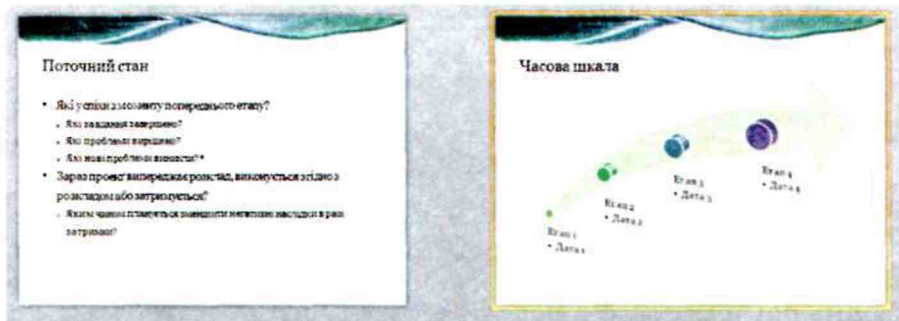 Поточний стан
• Які успіхи з моменту попереднього етапу?
Які завдання завершено?
Які проблеми вирішено?
Які нові проблеми виникли?
• Зараз проект випереджає розклад, виконується згідно з
розкладом або затримується?
Яким чином планується зменшити негативні наслідки в разі
затримки?
Часова шкала
Етап 1
• Дата 1
Етап 2
• Дата 2
Етап 3
• Дата 3
Етап 4
• Дата 4